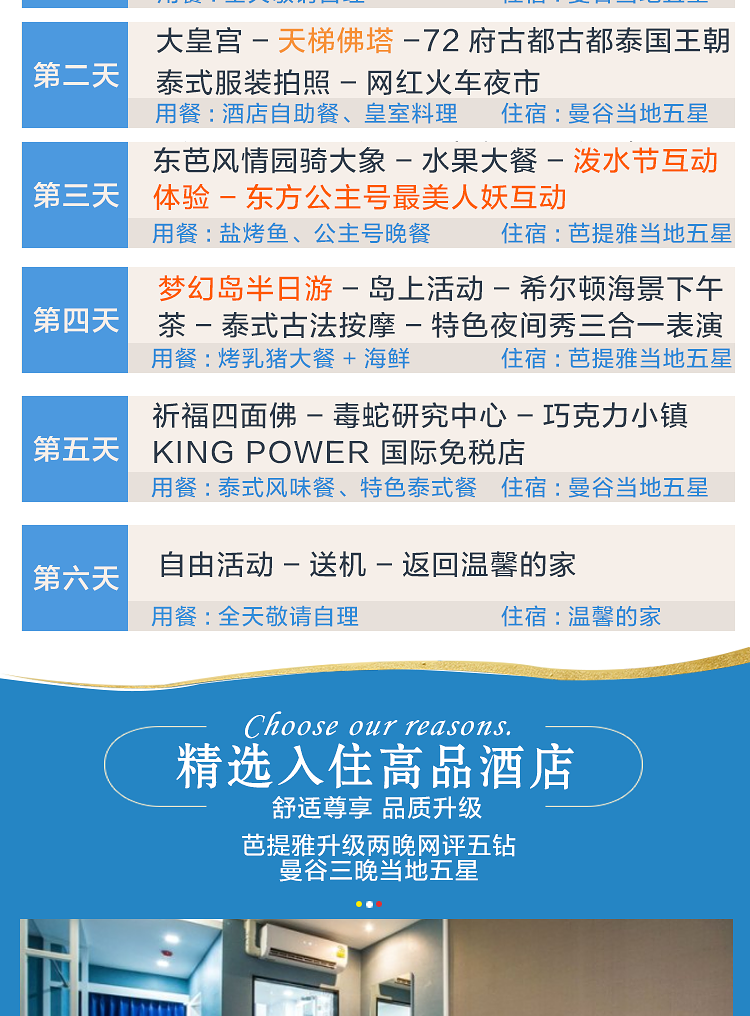 用餐 : 全天敬请自理 住宿 : 曼谷当地五星
第二天
大皇宫 – 天梯佛塔 –72 府古都古都泰国王朝
泰式服装拍照 – 网红火车夜市
用餐 : 酒店自助餐、皇室料理 住宿 : 曼谷当地五星
第三天
东芭风情园骑大象 – 水果大餐 – 泼水节互动
体验 – 东方公主号最美人妖互动
用餐 : 盐烤鱼、公主号晚餐 住宿 : 芭提雅当地五星
第四天
梦幻岛半日游 – 岛上活动 – 希尔顿海景下午
茶 – 泰式古法按摩 – 特色夜间秀三合一表演
用餐 : 烤乳猪大餐 + 海鲜 住宿 : 芭提雅当地五星
第五天
祈福四面佛 – 毒蛇研究中心 – 巧克力小镇
KING POWER 国际免税店
用餐 : 泰式风味餐、特色泰式餐 住宿 : 曼谷当地五星
第六天
自由活动 – 送机 – 返回温馨的家
用餐 : 全天敬请自理 住宿 : 温馨的家
Choose our reasons.
精选入住高品酒店
舒适尊享 品质升级
芭提雅升级两晚网评五钻
曼谷三晚当地五星